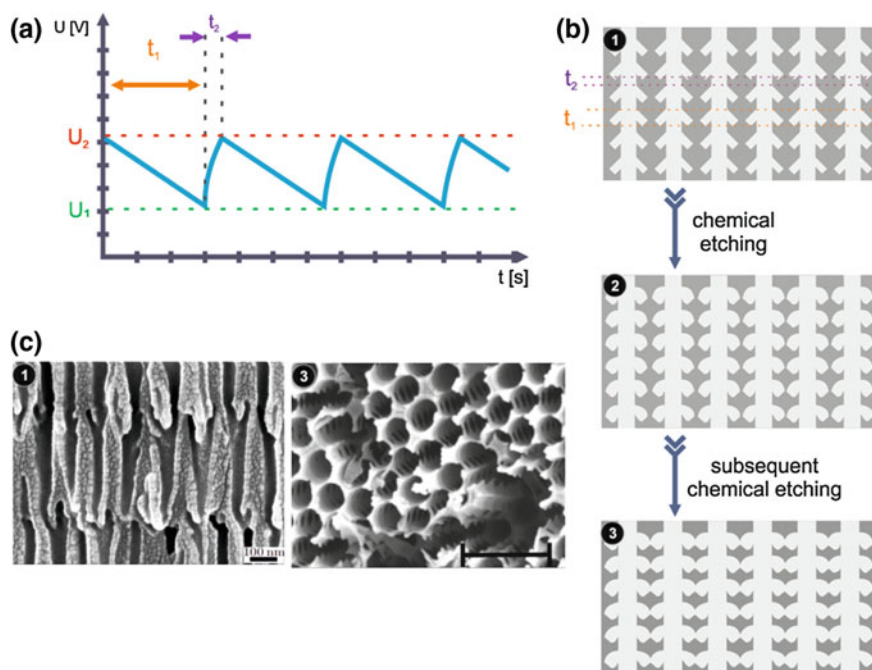 (a)
U [V]
t₂
t₁
U₂
U₁
t [s]
(b)
1
t₂
t₁
chemical
etching
2
subsequent
chemical etching
3
(c)
1
100 nm
3